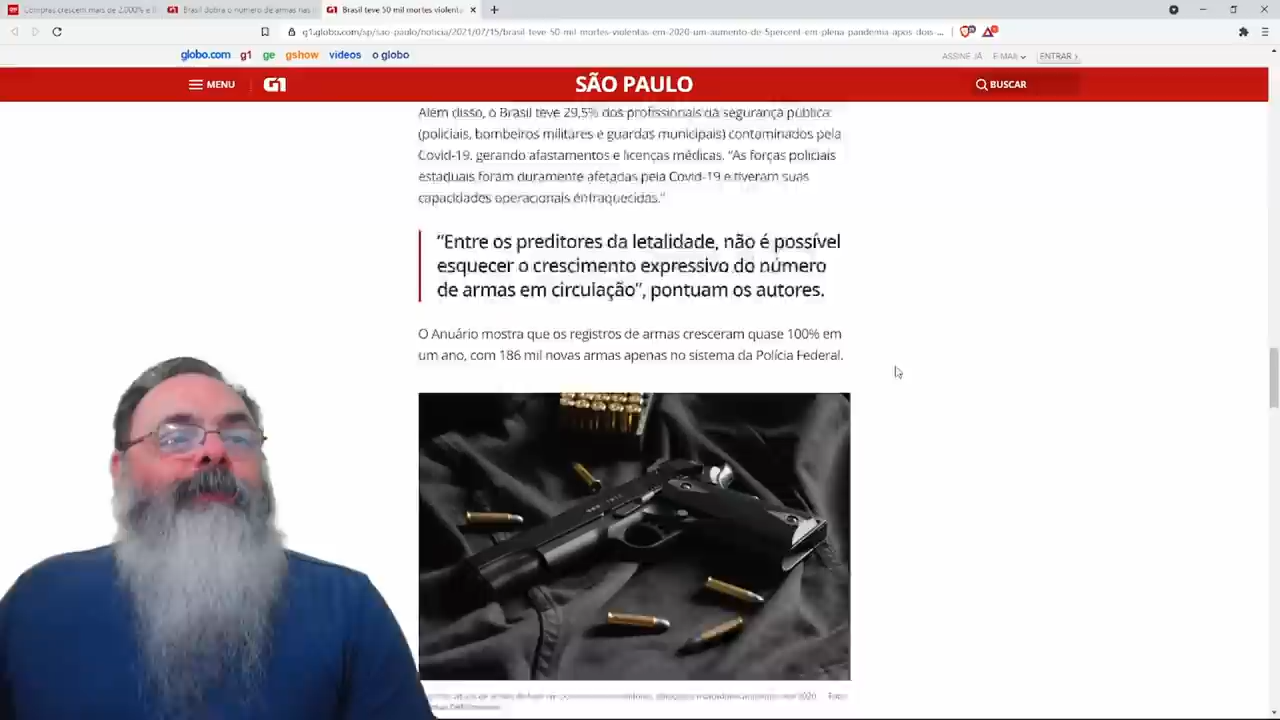 Compras crescem mais de 2.000% e
Brasil dobra o número de armas nas
Brasil teve 50 mil mortes violenta
g1.globo.com/sp/sao-paulo/noticia/2021/07/15/brasil-teve-50-mil-mortes-violentas-em-2020-um-aumento-de-5percent-em-plena-pandemia-apos-dois-...
globo.com g1 ge gshow vídeos o globo
ASSINE JÁ E-MAIL ENTRAR ›
MENU G1 SÃO PAULO BUSCAR
Além disso, o Brasil teve 29,5% dos profissionais da segurança pública
(policiais, bombeiros militares e guardas municipais) contaminados pela
Covid-19, gerando afastamentos e licenças médicas. "As forças policiais
estaduais foram duramente afetadas pela Covid-19 e tiveram suas
capacidades operacionais enfraquecidas."
"Entre os preditores da letalidade, não é possível
esquecer o crescimento expressivo do número
de armas em circulação", pontuam os autores.
O Anuário mostra que os registros de armas cresceram quase 100% em
um ano, com 186 mil novas armas apenas no sistema da Polícia Federal.